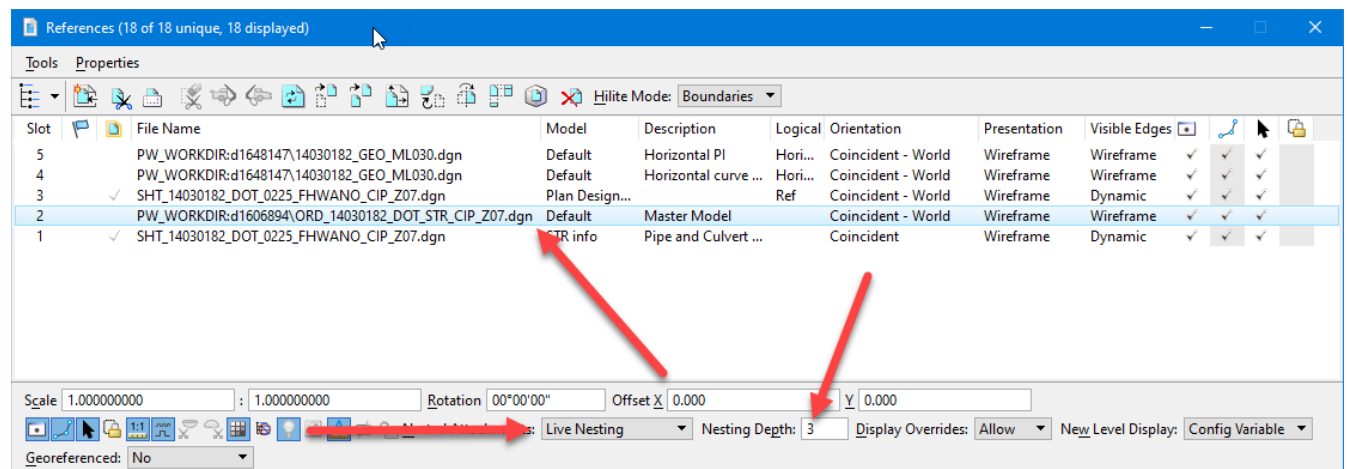 References (18 of 18 unique, 18 displayed)
Tools Properties
Hilite Mode: Boundaries
Slot File Name Model Description Logical Orientation Presentation Visible Edges
5 PW_WORKDIR:d1648147\14030182_GEO_ML030.dgn Default Horizontal PI Hori... Coincident - World Wireframe Wireframe
4 PW_WORKDIR:d1648147\14030182_GEO_ML030.dgn Default Horizontal curve ... Hori... Coincident - World Wireframe Wireframe
3 SHT_14030182_DOT_0225_FHWANO_CIP_Z07.dgn Plan Design... Ref Coincident - World Wireframe Dynamic
2 PW_WORKDIR:d1606894\ORD_14030182_DOT_STR_CIP_Z07.dgn Default Master Model Coincident - World Wireframe Wireframe
1 SHT_14030182_DOT_0225_FHWANO_CIP_Z07.dgn STR info Pipe and Culvert ... Coincident Wireframe Dynamic
Scale 1.000000000 : 1.000000000 Rotation 00°00'00" Offset X 0.000 Y 0.000
1:1 Live Nesting Nesting Depth: 3 Display Overrides: Allow New Level Display: Config Variable
Georeferenced: No